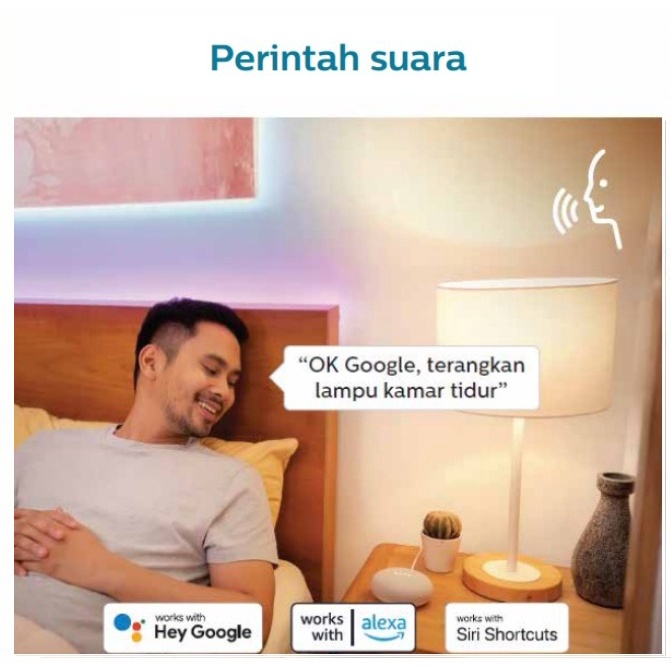 Perintah suara
“OK Google, terangkan
lampu kamar tidur”
works with
Hey Google
works
with
alexa
works with
Siri Shortcuts